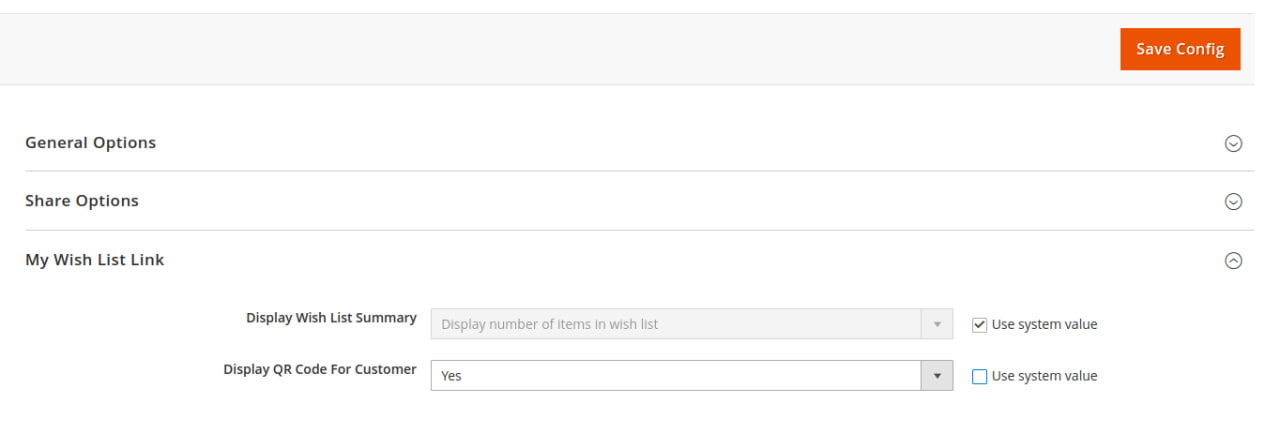 Save Config
General Options
Share Options
My Wish List Link
Display Wish List Summary Display number of items in wish list Use system value
Display QR Code For Customer Yes Use system value